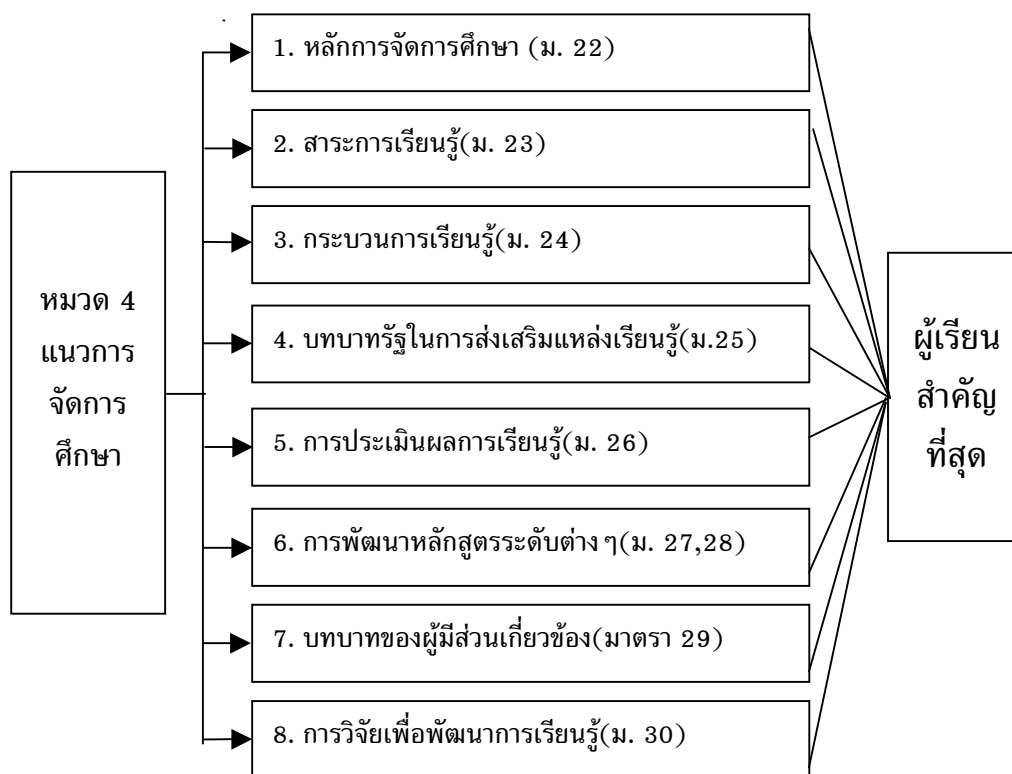 หมวด 4
แนวการ
จัดการ
ศึกษา
1. หลักการจัดการศึกษา (ม. 22)
2. สาระการเรียนรู้(ม. 23)
3. กระบวนการเรียนรู้(ม. 24)
4. บทบาทรัฐในการส่งเสริมแหล่งเรียนรู้(ม.25)
5. การประเมินผลการเรียนรู้(ม. 26)
6. การพัฒนาหลักสูตรระดับต่าง ๆ(ม. 27,28)
7. บทบาทของผู้มีส่วนเกี่ยวข้อง(มาตรา 29)
8. การวิจัยเพื่อพัฒนาการเรียนรู้(ม. 30)
ผู้เรียน
สำคัญ
ที่สุด